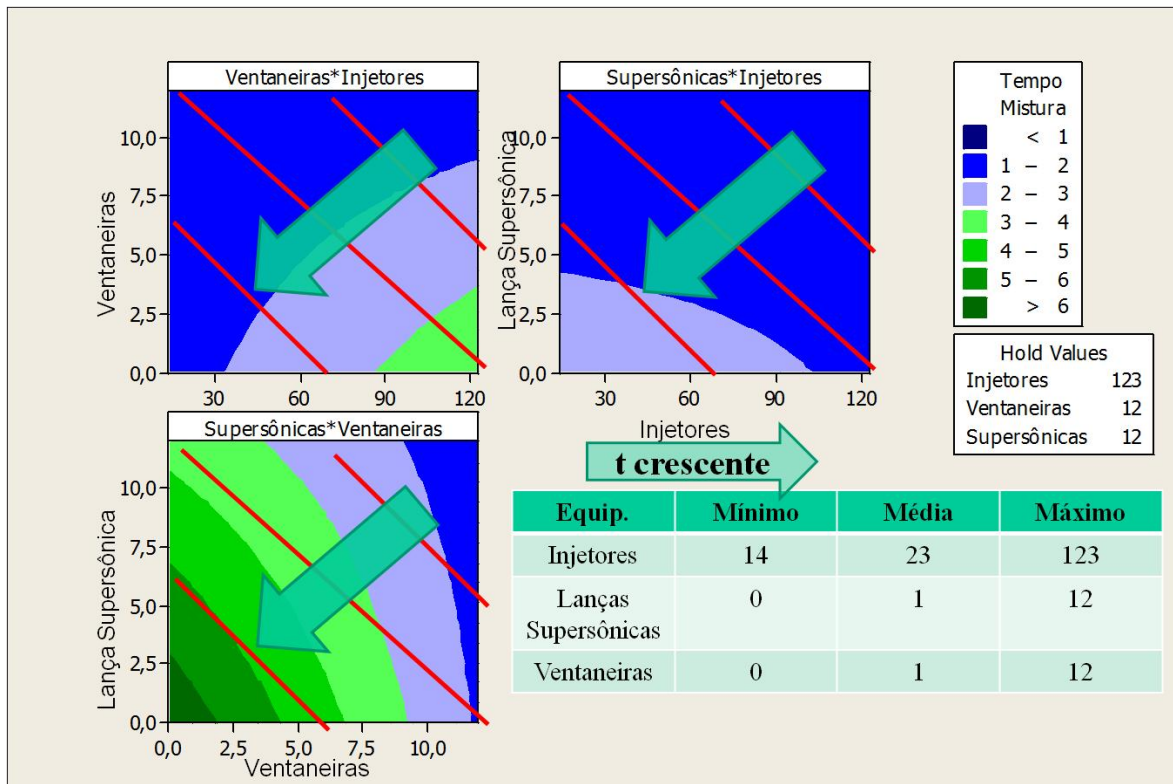 Ventaneiras*Injetores
Ventaneiras
10,0
7,5
5,0
2,5
0,0
30 60 90 120
Supersônicas*Injetores
Lança Supersônica
10,0
7,5
5,0
2,5
0,0
30 60 90 120
Injetores
Tempo
Mistura
< 1
1 – 2
2 – 3
3 – 4
4 – 5
5 – 6
> 6
Hold Values
Injetores 123
Ventaneiras 12
Supersônicas 12
Supersônicas*Ventaneiras
Lança Supersônica
10,0
7,5
5,0
2,5
0,0
0,0 2,5 5,0 7,5 10,0
Ventaneiras
t crescente
Equip. Mínimo Média Máximo
Injetores 14 23 123
Lanças 0 1 12
Supersônicas
Ventaneiras 0 1 12